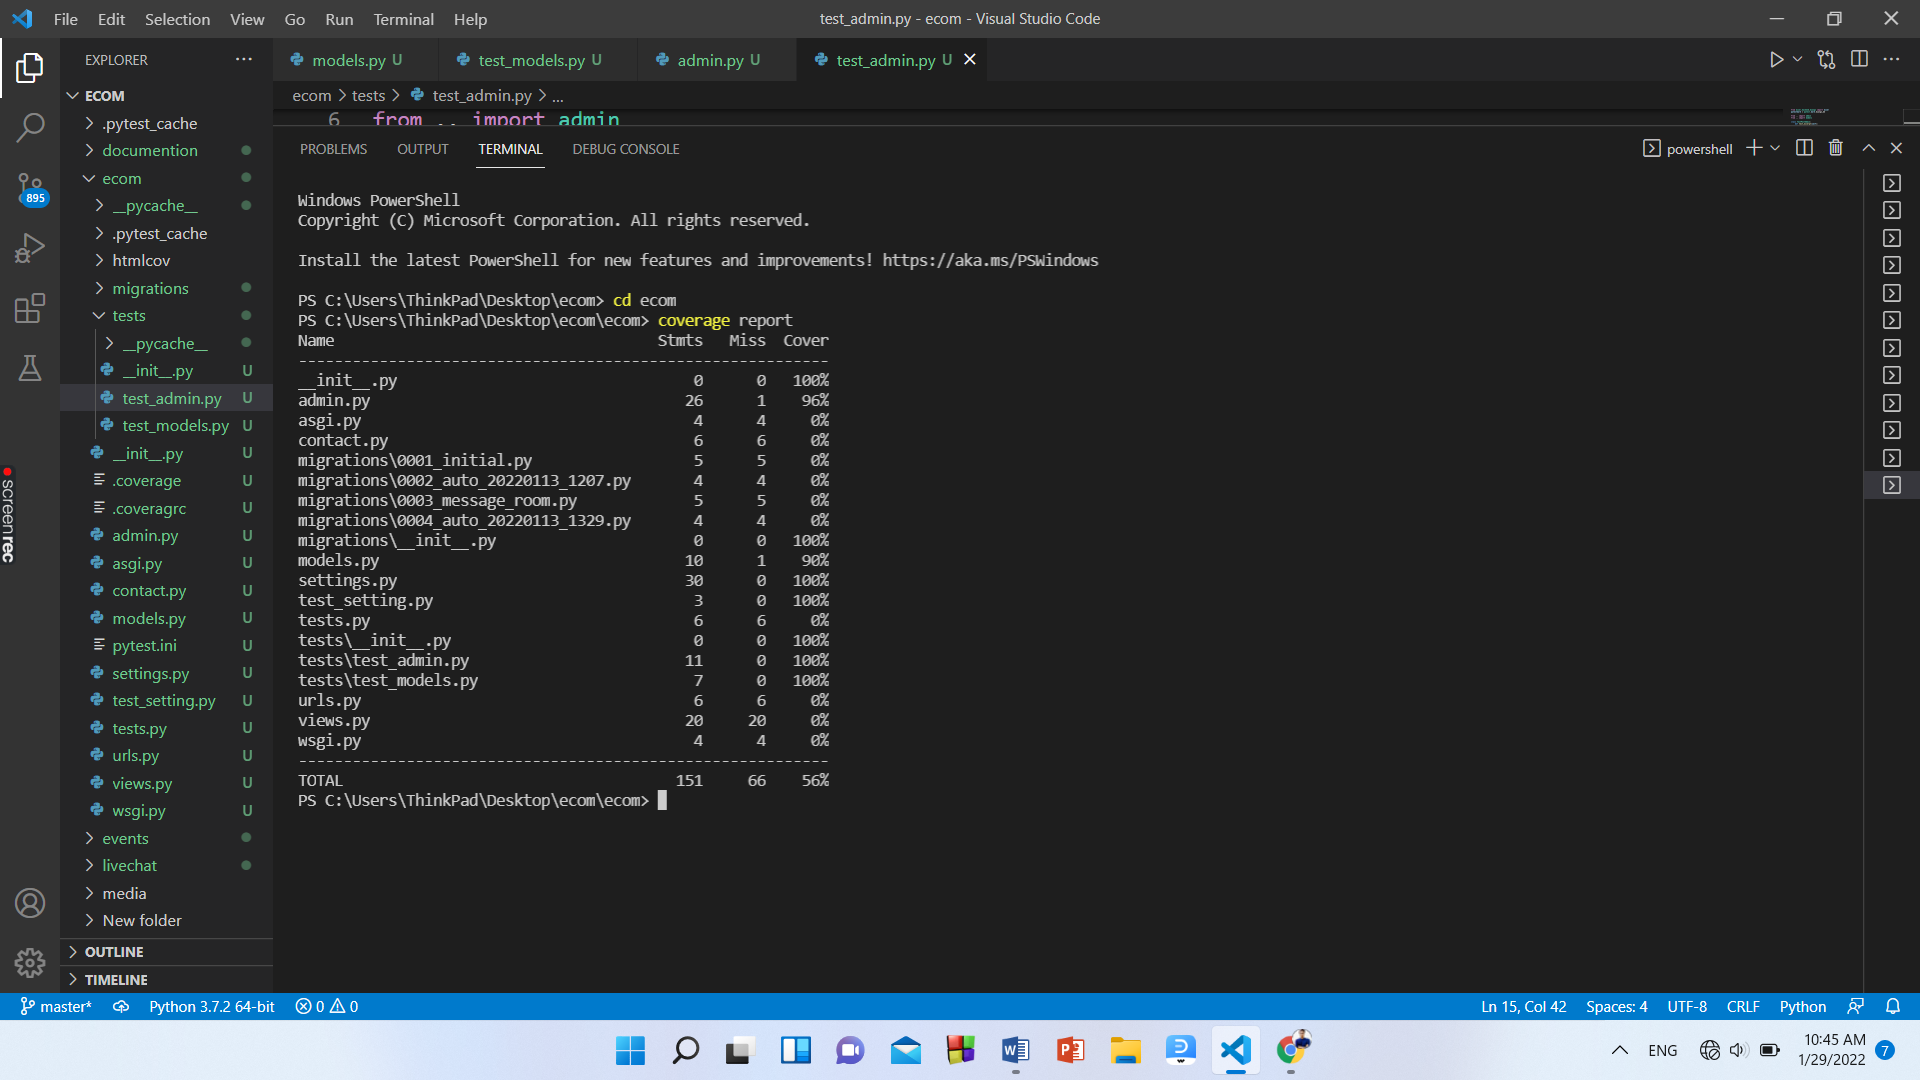 File Edit Selection View Go Run Terminal Help
test_admin.py - ecom - Visual Studio Code
EXPLORER
models.py U
test_models.py U
admin.py U
test_admin.py U
ecom > tests > test_admin.py > ...
6 from .. import admin
PROBLEMS OUTPUT TERMINAL DEBUG CONSOLE
powershell
ECOM
.pytest_cache
documention
ecom
__pycache__
.pytest_cache
htmlcov
migrations
tests
__pycache__
__init__.py U
test_admin.py U
test_models.py U
__init__.py U
.coverage U
.coveragrc U
admin.py U
asgi.py U
contact.py U
models.py U
pytest.ini U
settings.py U
test_setting.py U
tests.py U
urls.py U
views.py U
wsgi.py U
events
livechat
media
New folder
OUTLINE
TIMELINE
895
screenrec
Windows PowerShell
Copyright (C) Microsoft Corporation. All rights reserved.
Install the latest PowerShell for new features and improvements! https://aka.ms/PSWindows
PS C:\Users\ThinkPad\Desktop\ecom> cd ecom
PS C:\Users\ThinkPad\Desktop\ecom\ecom> coverage report
Name Stmts Miss Cover
-----------------------------------------------------------
__init__.py 0 0 100%
admin.py 26 1 96%
asgi.py 4 4 0%
contact.py 6 6 0%
migrations\0001_initial.py 5 5 0%
migrations\0002_auto_20220113_1207.py 4 4 0%
migrations\0003_message_room.py 5 5 0%
migrations\0004_auto_20220113_1329.py 4 4 0%
migrations\__init__.py 0 0 100%
models.py 10 1 90%
settings.py 30 0 100%
test_setting.py 3 0 100%
tests.py 6 6 0%
tests\__init__.py 0 0 100%
tests\test_admin.py 11 0 100%
tests\test_models.py 7 0 100%
urls.py 6 6 0%
views.py 20 20 0%
wsgi.py 4 4 0%
-----------------------------------------------------------
TOTAL 151 66 56%
PS C:\Users\ThinkPad\Desktop\ecom\ecom>
master* Python 3.7.2 64-bit 0 0
Ln 15, Col 42 Spaces: 4 UTF-8 CRLF Python
ENG
10:45 AM
1/29/2022
7